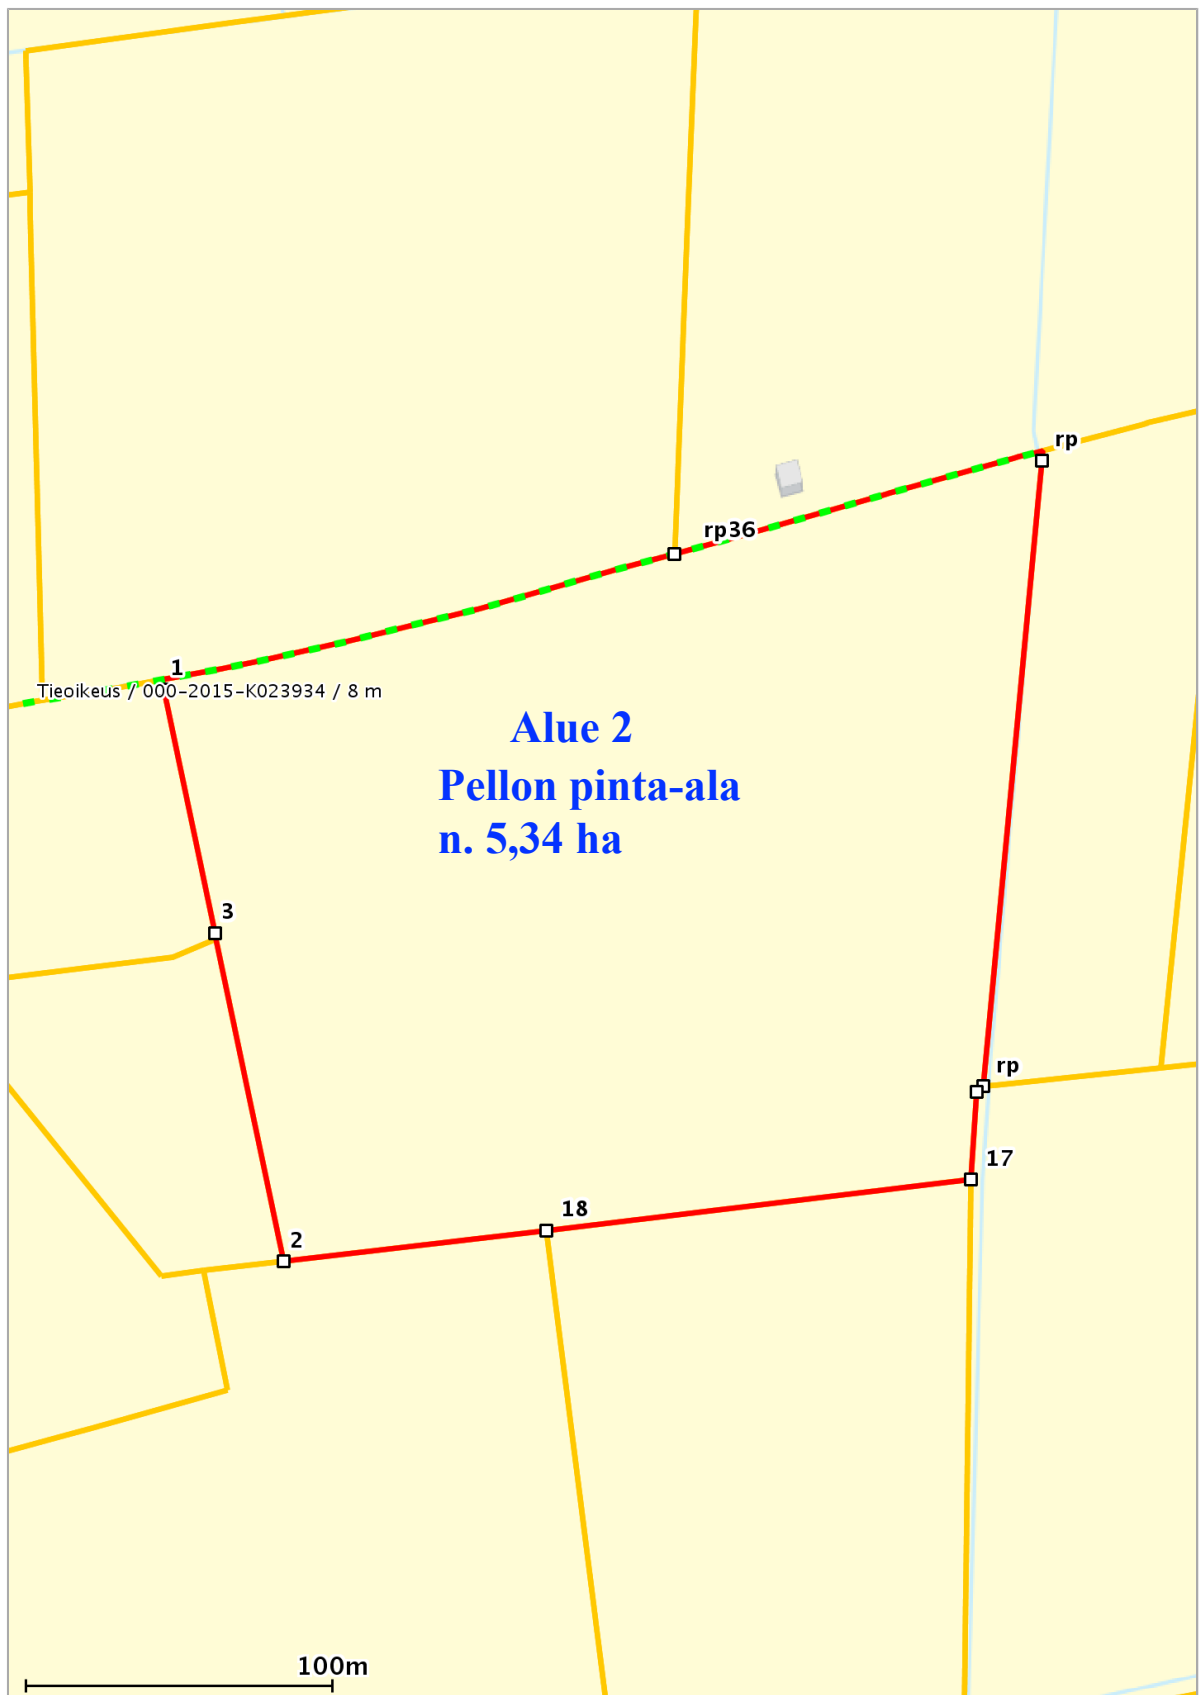 rp
rp36
1
Tieoikeus / 000-2015-K023934 / 8 m
Alue 2
Pellon pinta-ala
n. 5,34 ha
3
rp
17
18
2
100m